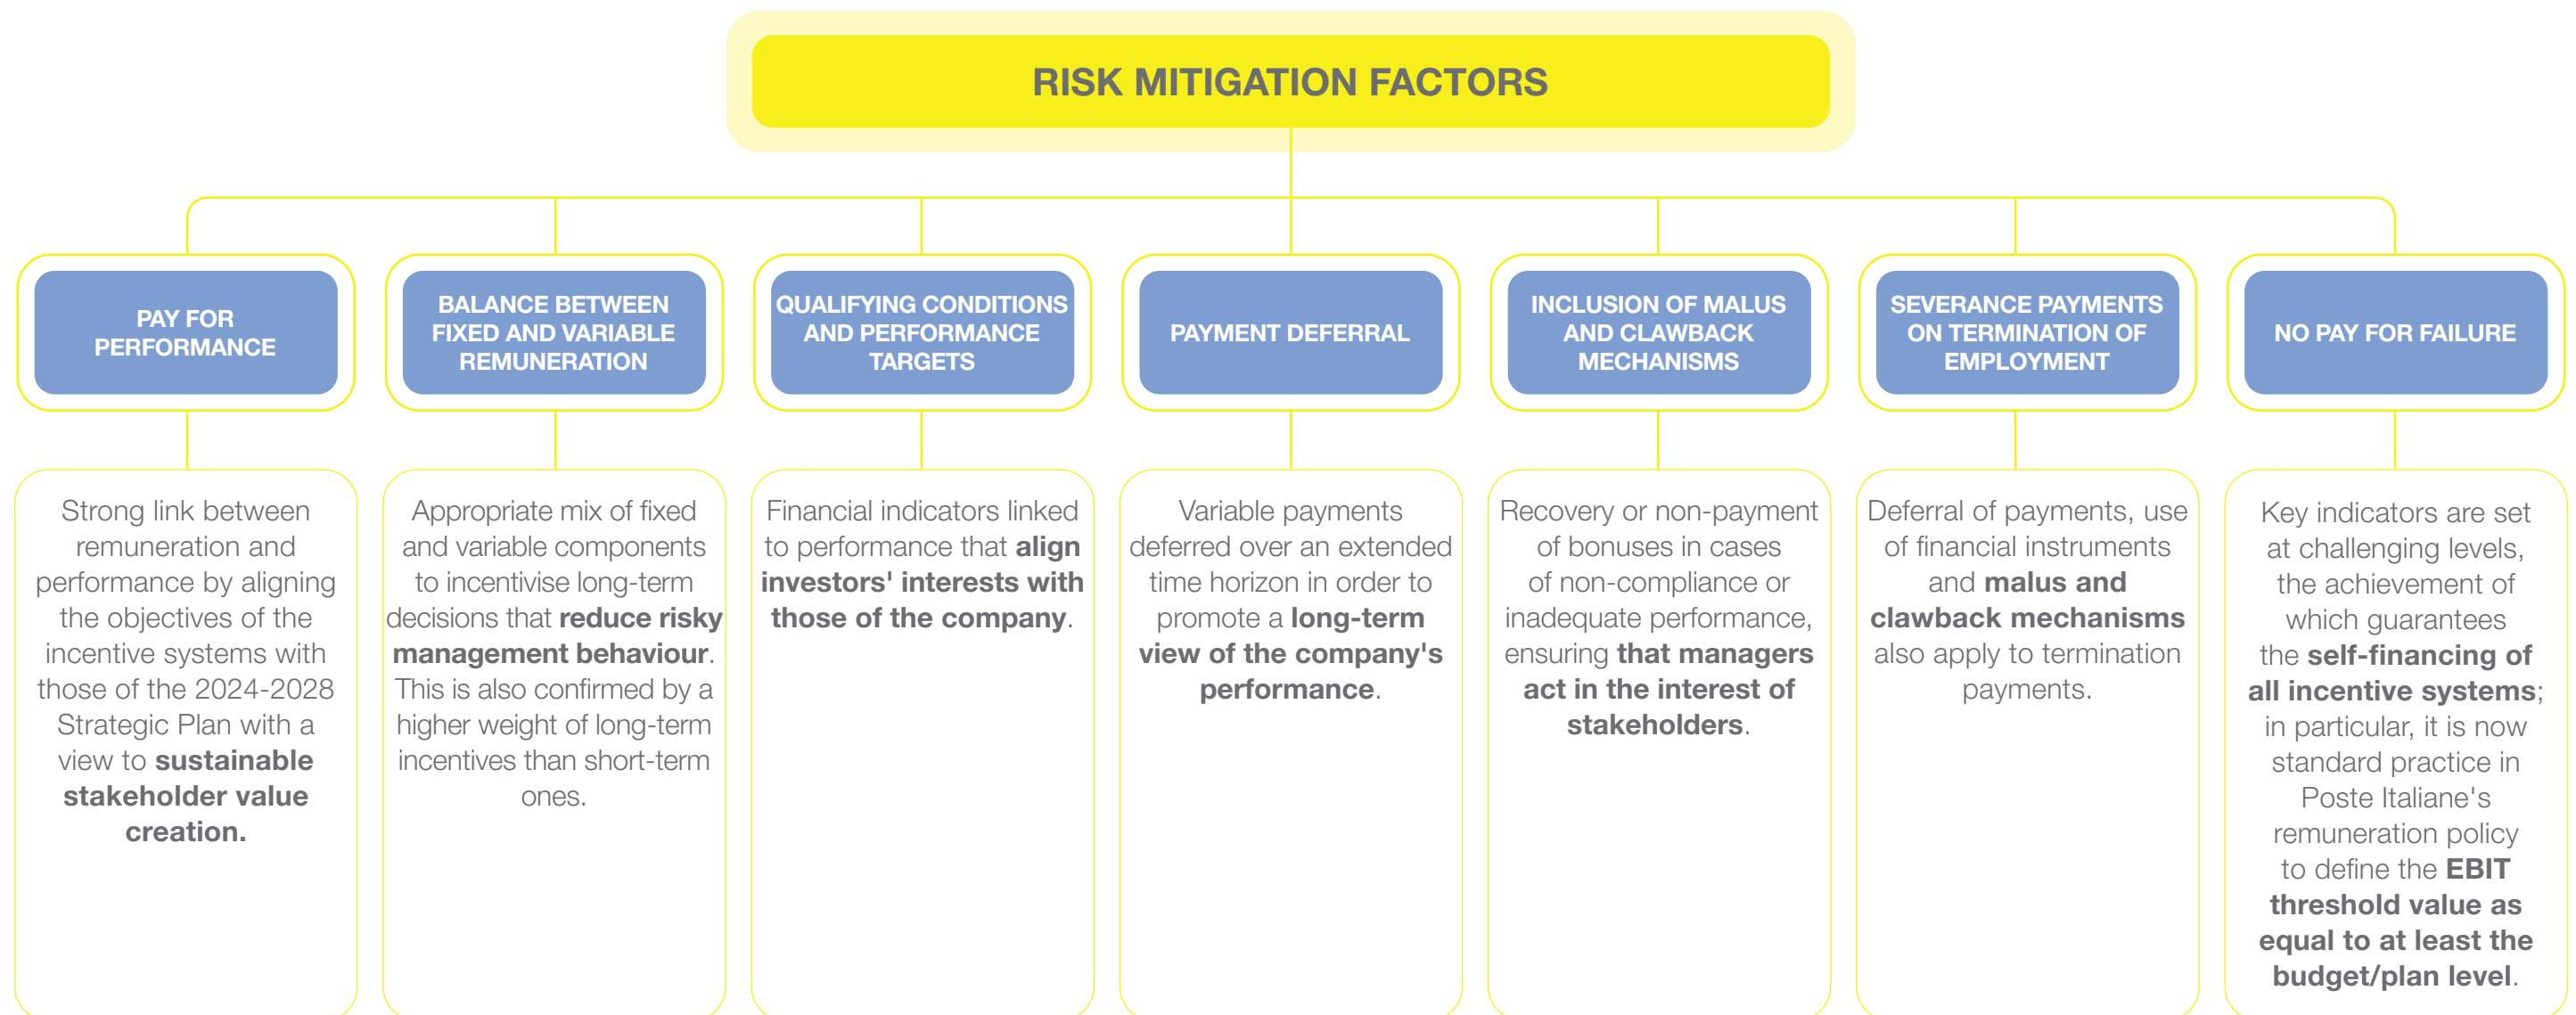 RISK MITIGATION FACTORS
PAY FOR
PERFORMANCE
BALANCE BETWEEN
FIXED AND VARIABLE
REMUNERATION
QUALIFYING CONDITIONS
AND PERFORMANCE
TARGETS
PAYMENT DEFERRAL
INCLUSION OF MALUS
AND CLAWBACK
MECHANISMS
SEVERANCE PAYMENTS
ON TERMINATION OF
EMPLOYMENT
NO PAY FOR FAILURE
Strong link between
remuneration and
performance by aligning
the objectives of the
incentive systems with
those of the 2024-2028
Strategic Plan with a
view to sustainable
stakeholder value
creation.
Appropriate mix of fixed
and variable components
to incentivise long-term
decisions that reduce risky
management behaviour.
This is also confirmed by a
higher weight of long-term
incentives than short-term
ones.
Financial indicators linked
to performance that align
investors' interests with
those of the company.
Variable payments
deferred over an extended
time horizon in order to
promote a long-term
view of the company's
performance.
Recovery or non-payment
of bonuses in cases
of non-compliance or
inadequate performance,
ensuring that managers
act in the interest of
stakeholders.
Deferral of payments, use
of financial instruments
and malus and
clawback mechanisms
also apply to termination
payments.
Key indicators are set
at challenging levels,
the achievement of
which guarantees
the self-financing of
all incentive systems;
in particular, it is now
standard practice in
Poste Italiane's
remuneration policy
to define the EBIT
threshold value as
equal to at least the
budget/plan level.